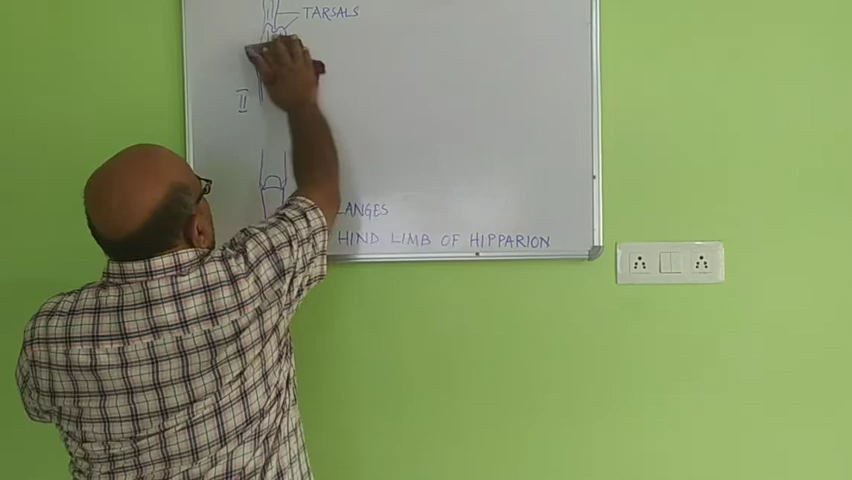 TARSALS
II
LANGES
HIND LIMB OF HIPPARION